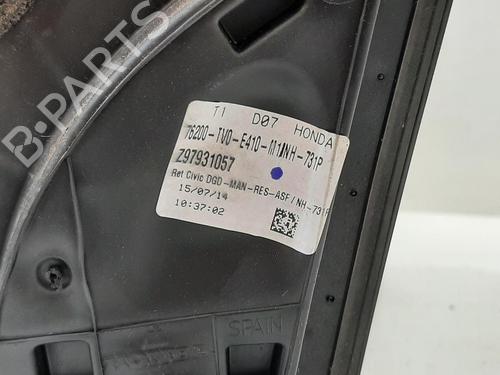 B-PARTS
T1 D07 HONDA
76200-TV0-E410-M1NH-731P
Z97931057
Ret Civic DGD-MAN-RES-ASF/NH-731P
15/07/14
10:37:02
SPAIN